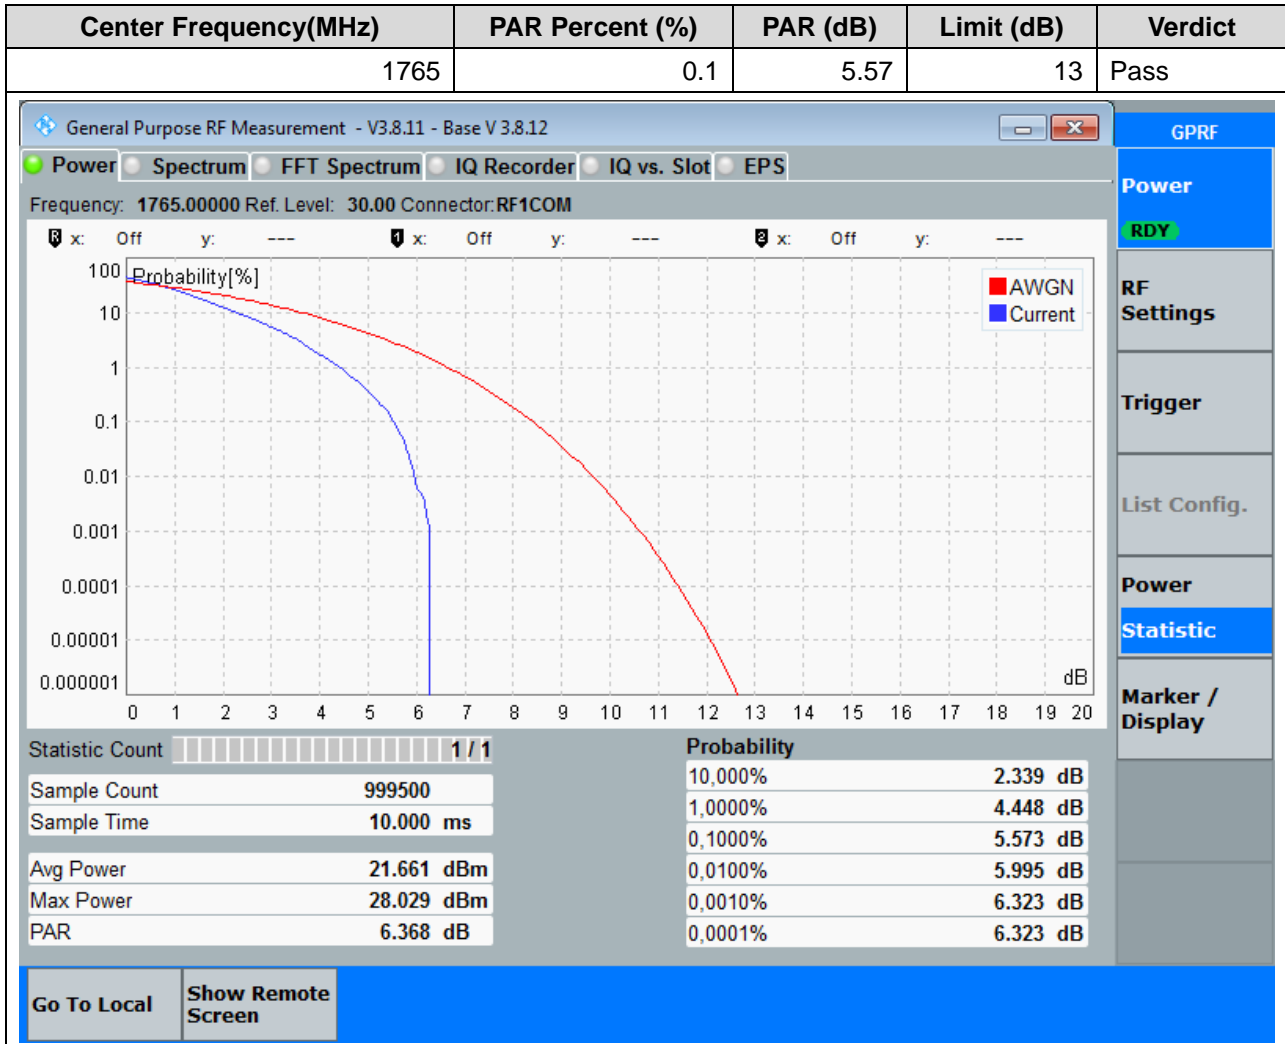 Center Frequency(MHz) PAR Percent (%) PAR (dB) Limit (dB) Verdict
1765 0.1 5.57 13 Pass
General Purpose RF Measurement - V3.8.11 - Base V 3.8.12
GPRF
Power Spectrum FFT Spectrum IQ Recorder IQ vs. Slot EPS
Power
Frequency: 1765.00000 Ref. Level: 30.00 Connector:RF1COM
RDY
R x: Off y: --- 1 x: Off y: --- 2 x: Off y: ---
100 Probability[%]
AWGN
Current
RF
Settings
10
1
0.1
Trigger
0.01
List Config.
0.001
0.0001
Power
0.00001
Statistic
0.000001 dB
Marker /
Display
0 1 2 3 4 5 6 7 8 9 10 11 12 13 14 15 16 17 18 19 20
Statistic Count 1 / 1
Probability
Sample Count 999500
10,000% 2.339 dB
Sample Time 10.000 ms
1,0000% 4.448 dB
0,1000% 5.573 dB
Avg Power 21.661 dBm
0,0100% 5.995 dB
Max Power 28.029 dBm
0,0010% 6.323 dB
PAR 6.368 dB
0,0001% 6.323 dB
Go To Local
Show Remote
Screen